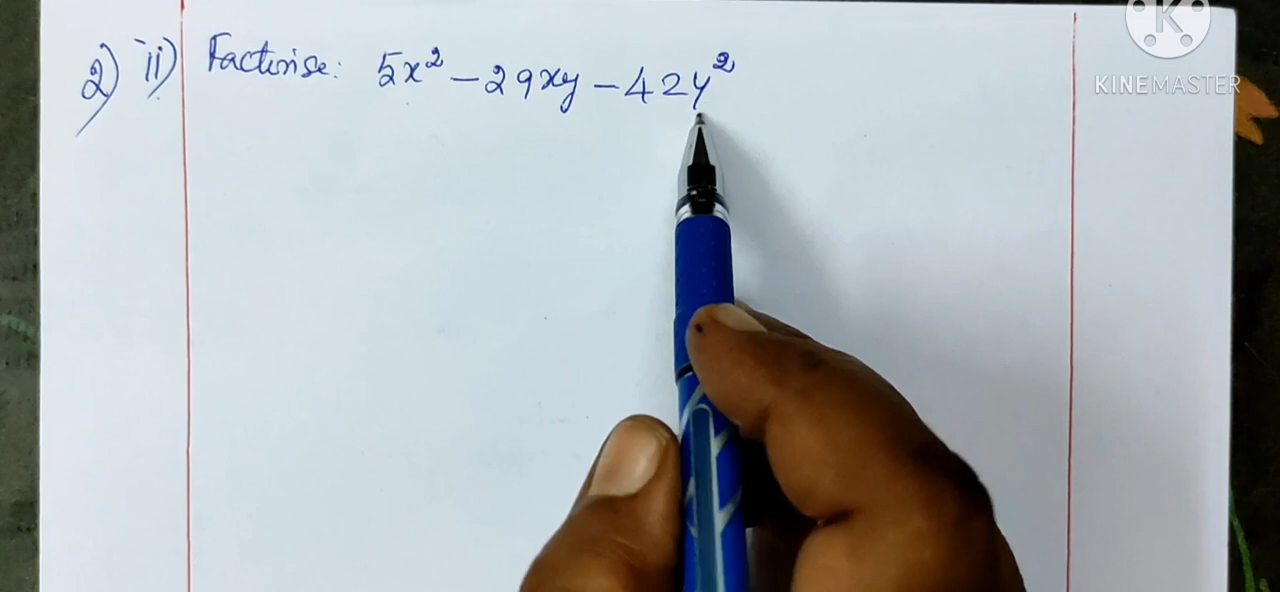 2) ii) Factorise: 5x² – 29xy – 42y²
K
KINEMASTER